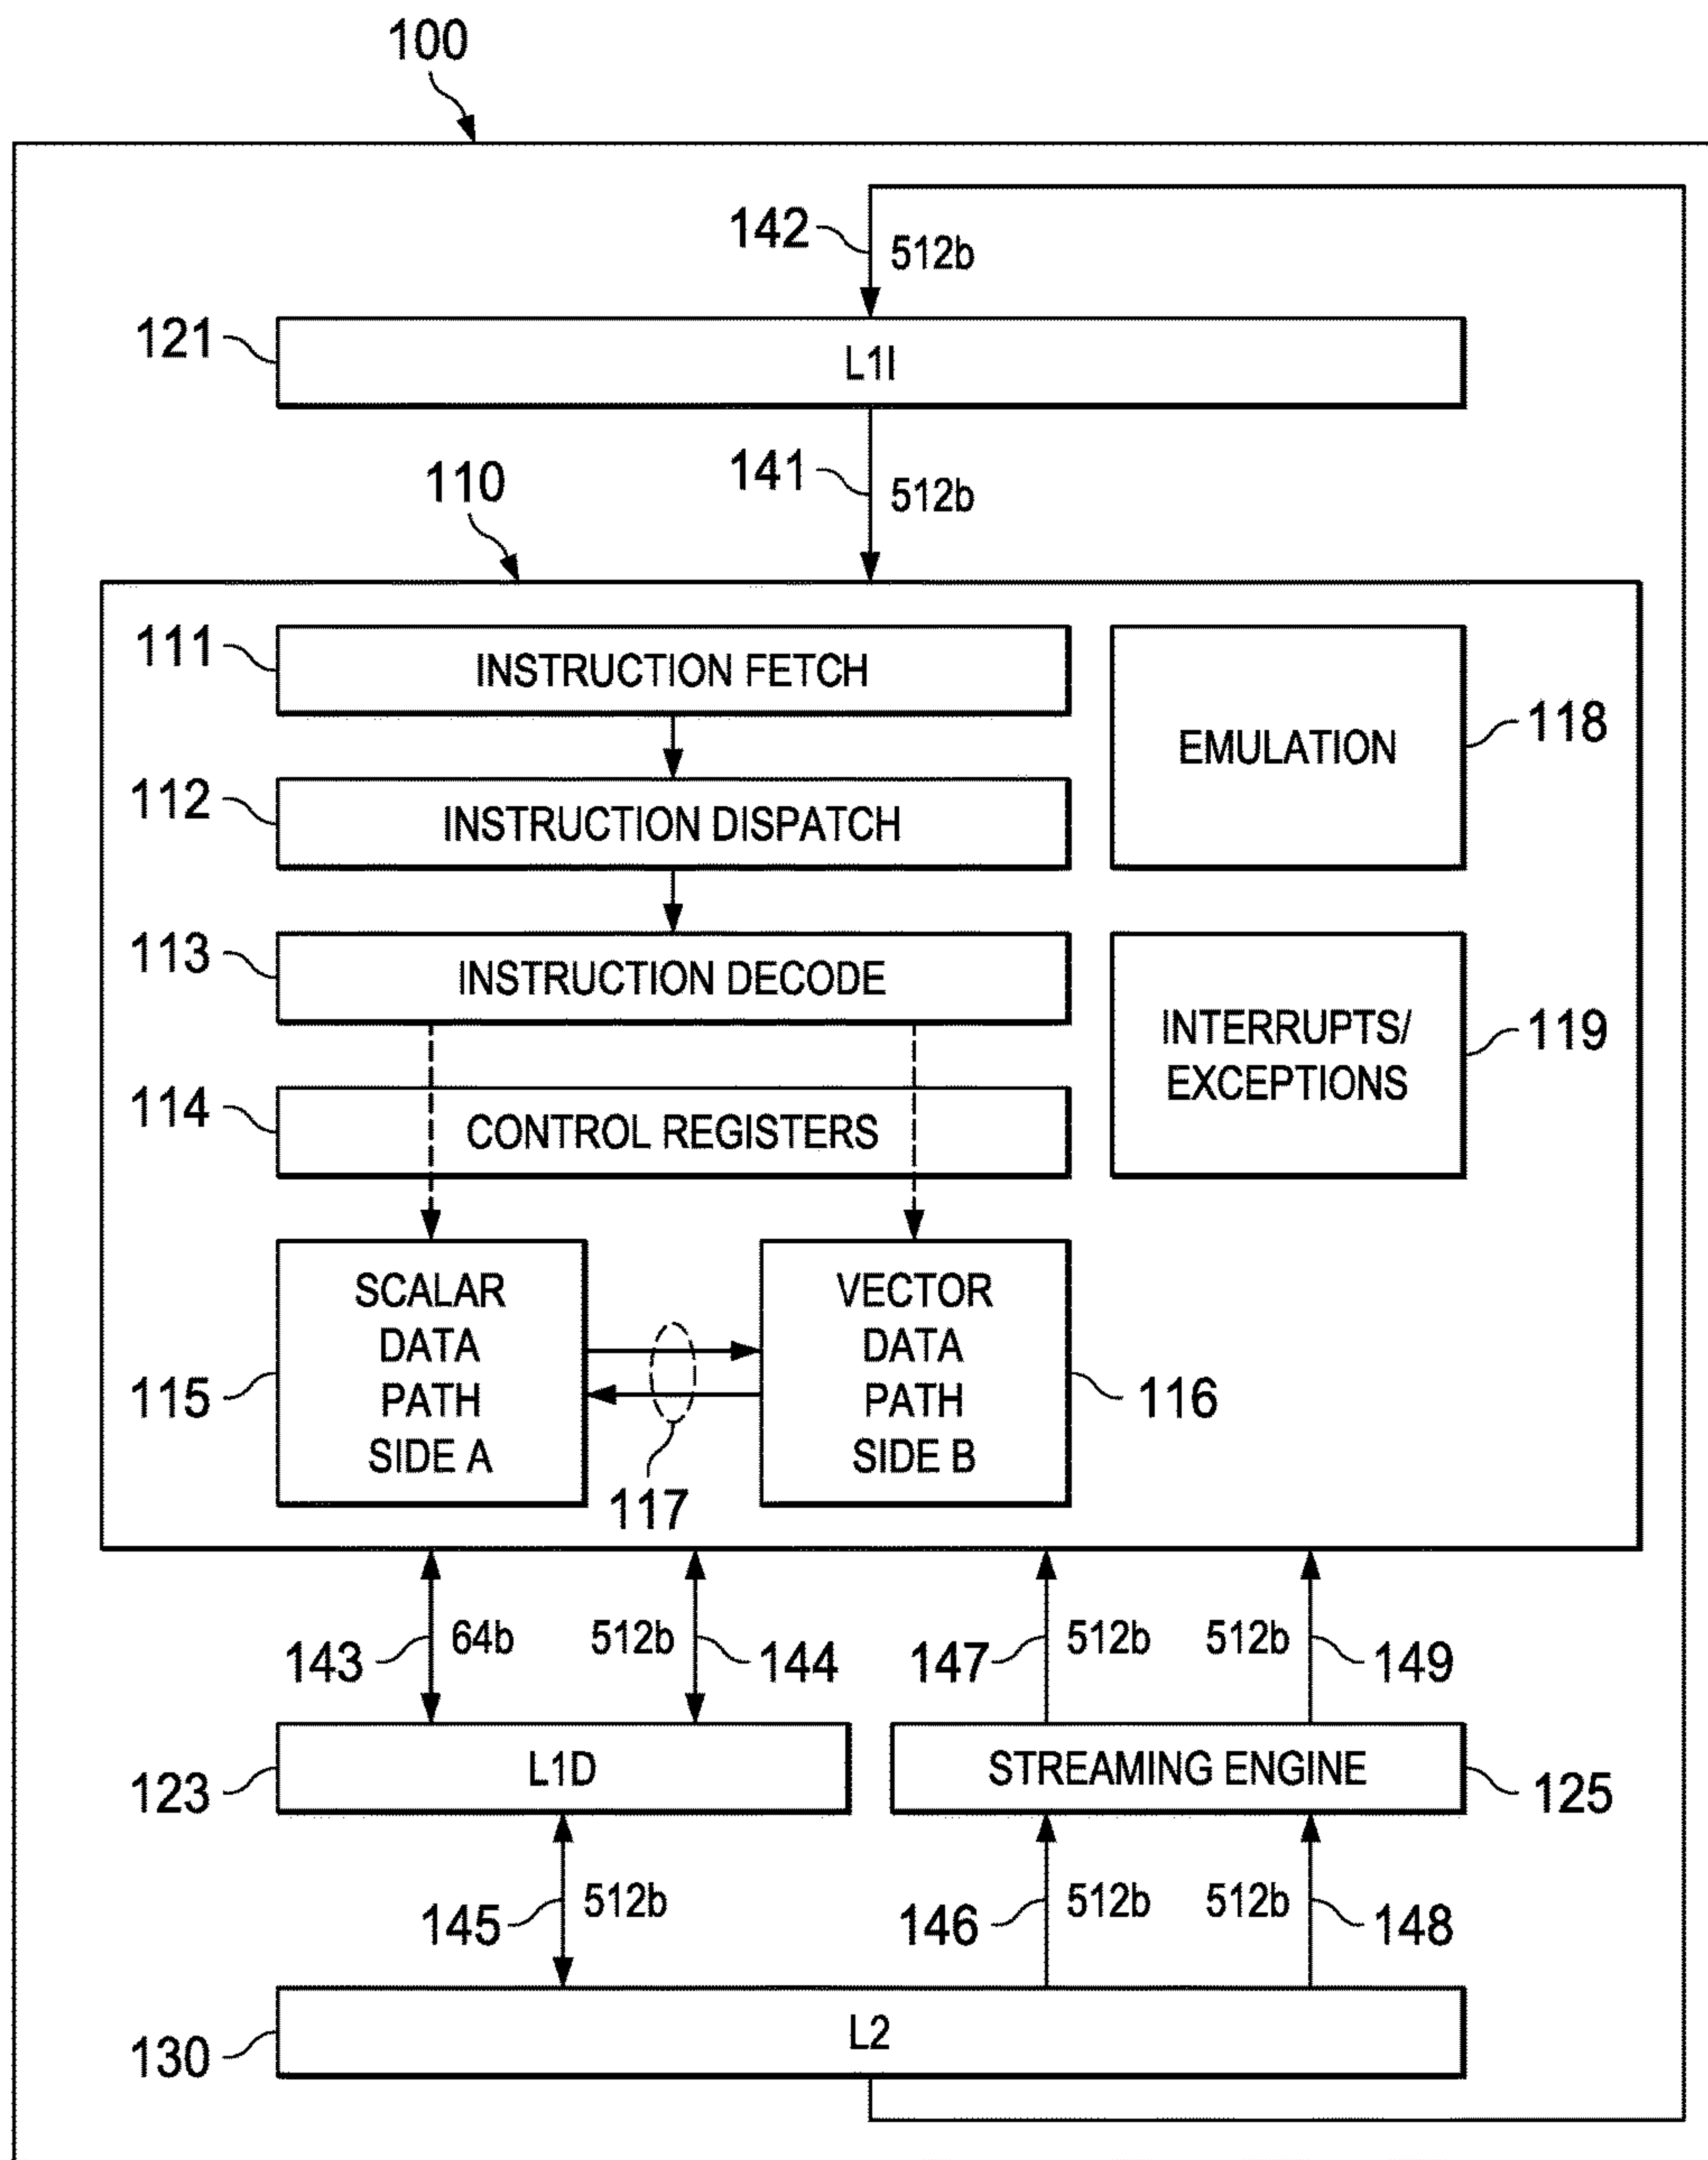 100
142
512b
121
L1I
141
512b
110
111
INSTRUCTION FETCH
EMULATION
118
112
INSTRUCTION DISPATCH
113
INSTRUCTION DECODE
INTERRUPTS/
EXCEPTIONS
119
114
CONTROL REGISTERS
115
SCALAR
DATA
PATH
SIDE A
117
VECTOR
DATA
PATH
SIDE B
116
143
64b
512b
144
147
512b
512b
149
123
L1D
STREAMING ENGINE
125
145
512b
146
512b
512b
148
130
L2